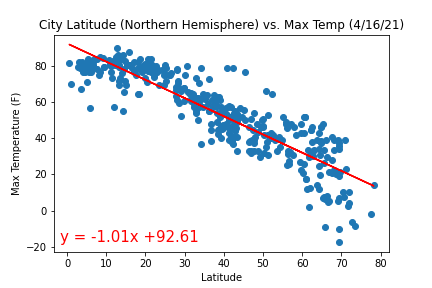 City Latitude (Northern Hemisphere) vs. Max Temp (4/16/21)
Max Temperature (F)
80
60
40
20
0
−20
y = -1.01x +92.61
0 10 20 30 40 50 60 70 80
Latitude